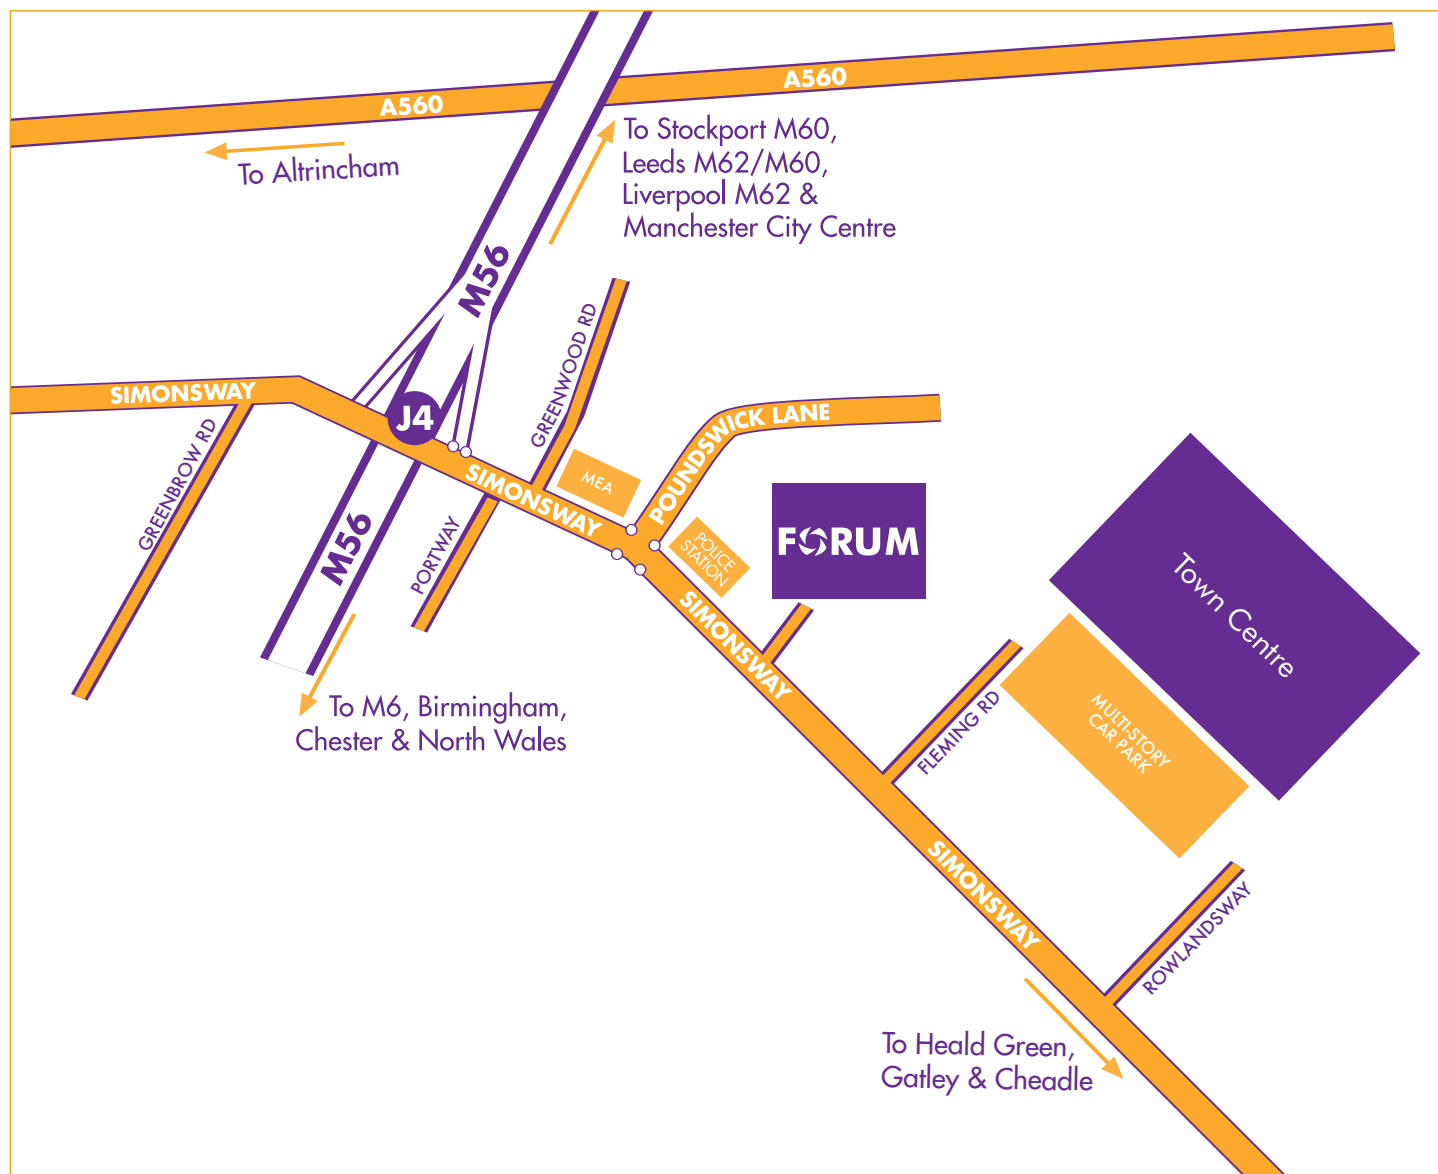 A560
A560
To Altrincham
To Stockport M60,
Leeds M62/M60,
Liverpool M62 &
Manchester City Centre
M56
GREENWOOD RD
SIMONSWAY
J4
POUNDSWICK LANE
GREENBROW RD
SIMONSWAY
MEA
M56
PORTWAY
POLICE
STATION
FORUM
Town Centre
SIMONSWAY
To M6, Birmingham,
Chester & North Wales
FLEMING RD
MULTI-STORY
CAR PARK
SIMONSWAY
ROWLANDSWAY
To Heald Green,
Gatley & Cheadle